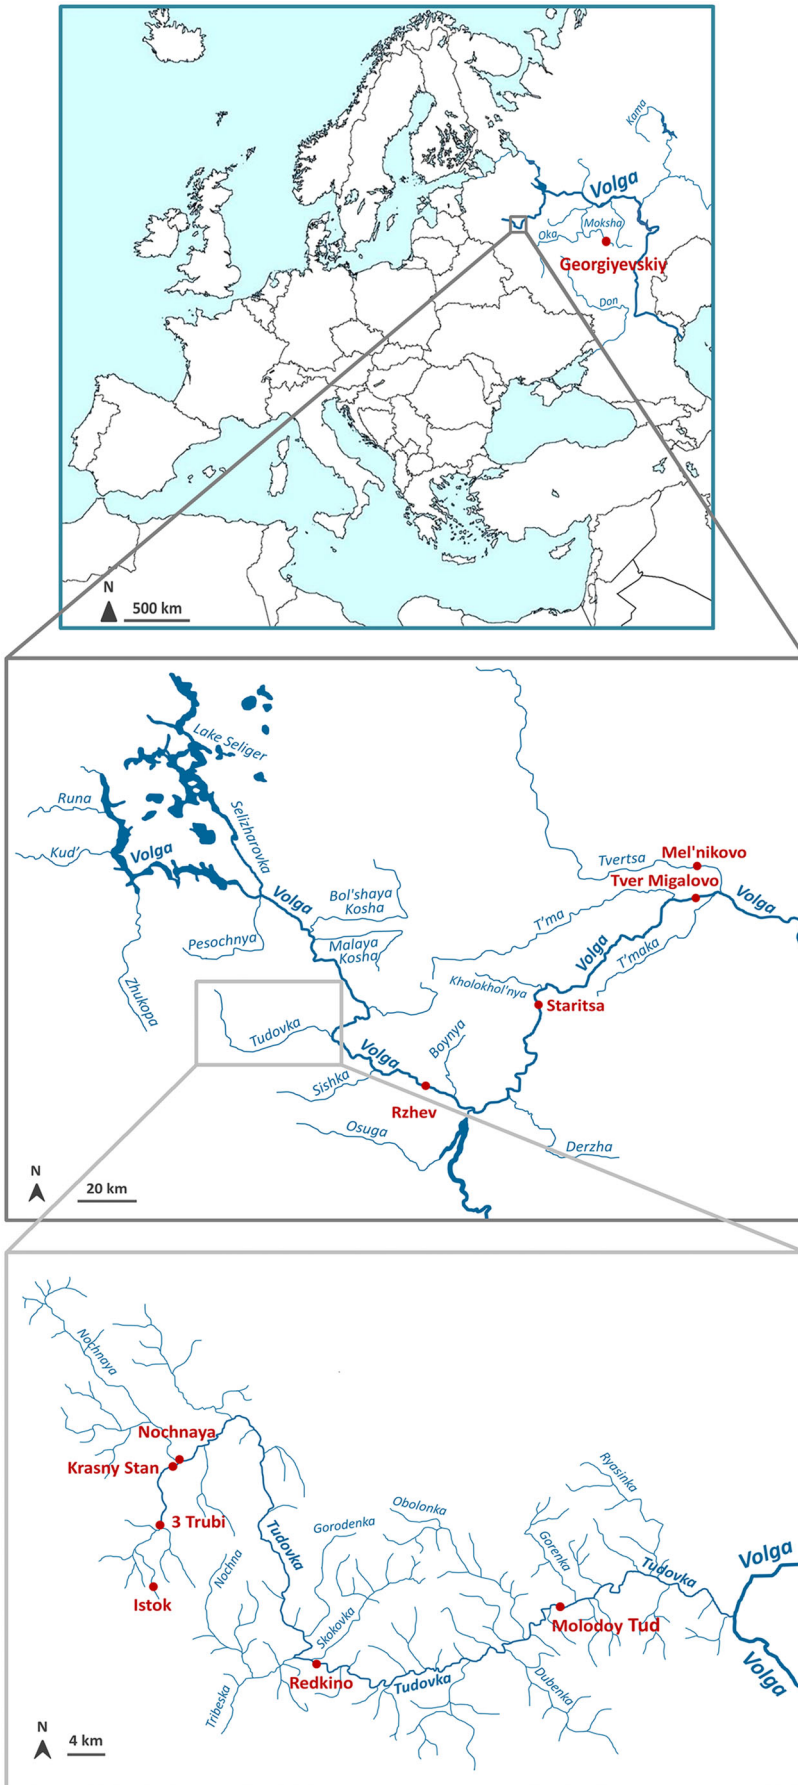 Kama
Volga
Moksha
Oka
Georgiyevskiy
Don
N
500 km
Lake Seliger
Runa
Selizharovka
Kud'
Volga
Mel'nikovo
Tvertsa
Tver Migalovo
Bol'shaya
Kosha
Volga
Volga
T'ma
Pesochnya
Malaya
Kosha
Volga
T'maka
Zhukopa
Kholokhol'nya
Staritsa
Tudovka
Volga
Boynya
Sishka
Rzhev
Osuga
Derzha
N
20 km
Nochnaya
Nochnaya
Krasny Stan
Ryasinka
Obolonka
3 Trubi
Gorodenka
Tudovka
Gorenka
Volga
Nochna
Tudovka
Istok
Skokovka
Molodoy Tud
Redkino
Tudovka
Dubenka
Volga
Tribeska
N
4 km